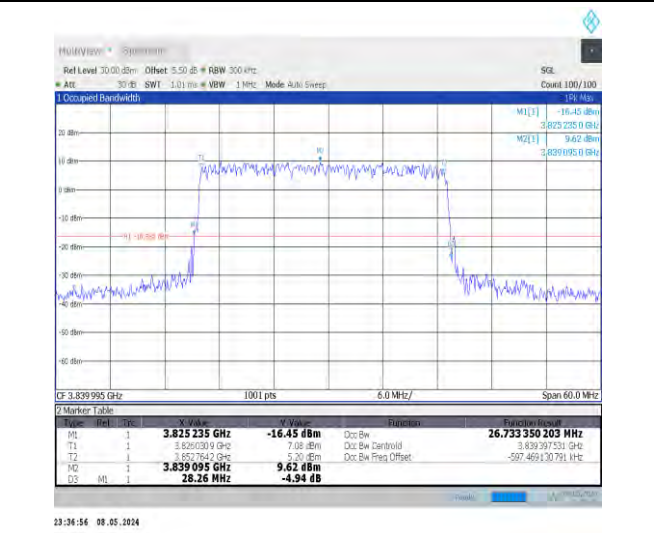 MultiView Spectrum
Ref Level 30.00 dBm Offset 5.50 dB RBW 300 kHz SGL
Att 30 dB SWT 1.01 ms VBW 1 MHz Mode Auto Sweep Count 100/100
1 Occupied Bandwidth 1Pk Max
M1[1] -16.45 dBm
3.825 235 0 GHz
20 dBm
M2[1] 9.62 dBm
3.839 095 0 GHz
M2
T1
10 dBm
0 dBm
-10 dBm
M1
-20 dBm
-30 dBm
-40 dBm
-50 dBm
-60 dBm
CF 3.839 995 GHz 1001 pts 6.0 MHz/ Span 60.0 MHz
2 Marker Table
Type Ref Trc X Value Y Value Function Function Result
M1 1 3.825 235 GHz -16.45 dBm Occ Bw 26.733 350 203 MHz
T1 1 3.8260309 GHz 7.08 dBm Occ Bw Centroid 3.839 397 531 GHz
T2 1 3.8527642 GHz 5.20 dBm Occ Bw Freq Offset -597.469 130 791 kHz
M2 1 3.839 095 GHz 9.62 dBm
D3 M1 1 28.26 MHz -4.94 dB
23:36:56 08.05.2024